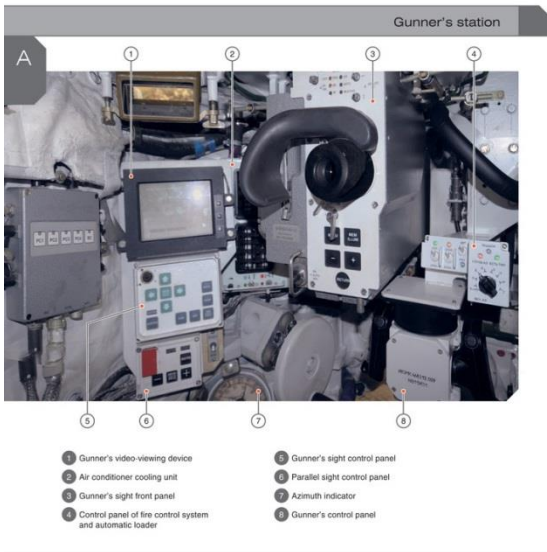 Gunner's station
A
1
2
3
4
5
6
7
8
1 Gunner's video-viewing device
2 Air conditioner cooling unit
3 Gunner's sight front panel
4 Control panel of fire control system
and automatic loader
5 Gunner's sight control panel
6 Parallel sight control panel
7 Azimuth indicator
8 Gunner's control panel